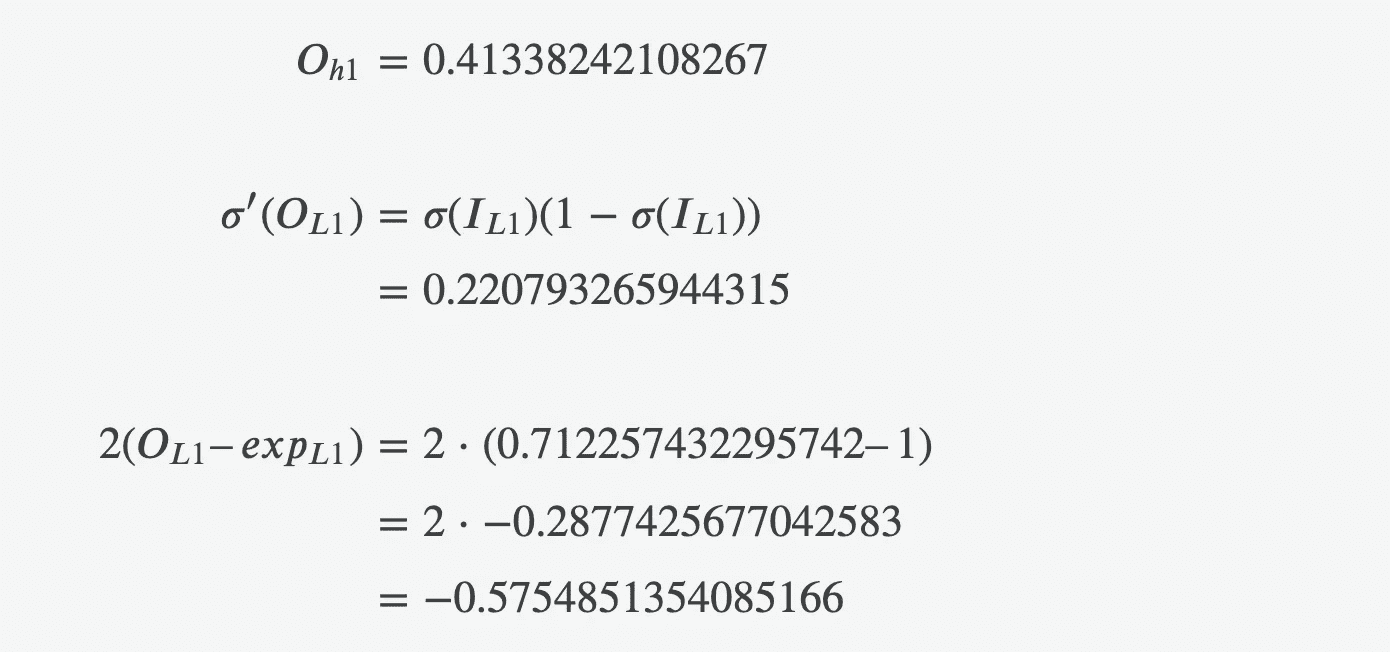 O_{h1} = 0.41338242108267
σ′(O_{L1}) = σ(I_{L1})(1 − σ(I_{L1}))
= 0.220793265944315
2(O_{L1}– exp_{L1}) = 2 · (0.712257432295742– 1)
= 2 · −0.2877425677042583
= −0.5754851354085166